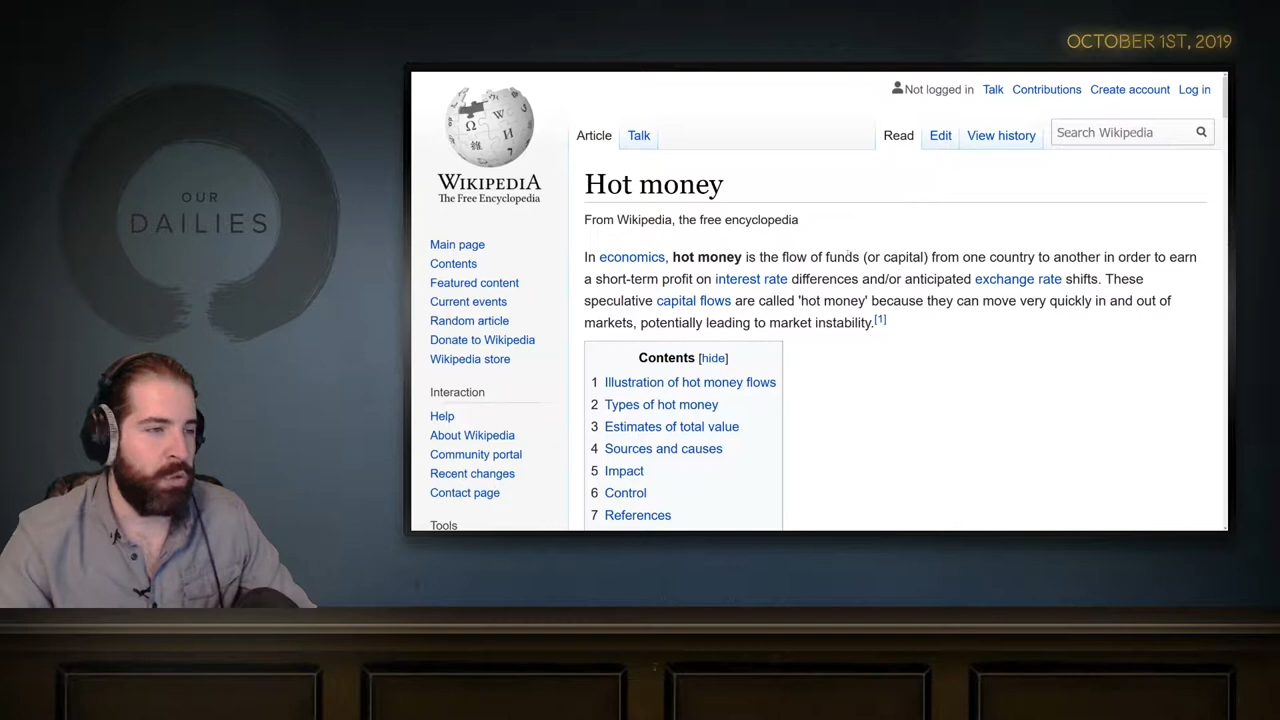 OCTOBER 1ST, 2019
OUR
DAILIES
WIKIPEDIA
The Free Encyclopedia
Main page
Contents
Featured content
Current events
Random article
Donate to Wikipedia
Wikipedia store
Interaction
Help
About Wikipedia
Community portal
Recent changes
Contact page
Tools
Not logged in Talk Contributions Create account Log in
Article Talk Read Edit View history Search Wikipedia
Hot money
From Wikipedia, the free encyclopedia
In economics, hot money is the flow of funds (or capital) from one country to another in order to earn
a short-term profit on interest rate differences and/or anticipated exchange rate shifts. These
speculative capital flows are called 'hot money' because they can move very quickly in and out of
markets, potentially leading to market instability.[1]
Contents [hide]
1 Illustration of hot money flows
2 Types of hot money
3 Estimates of total value
4 Sources and causes
5 Impact
6 Control
7 References